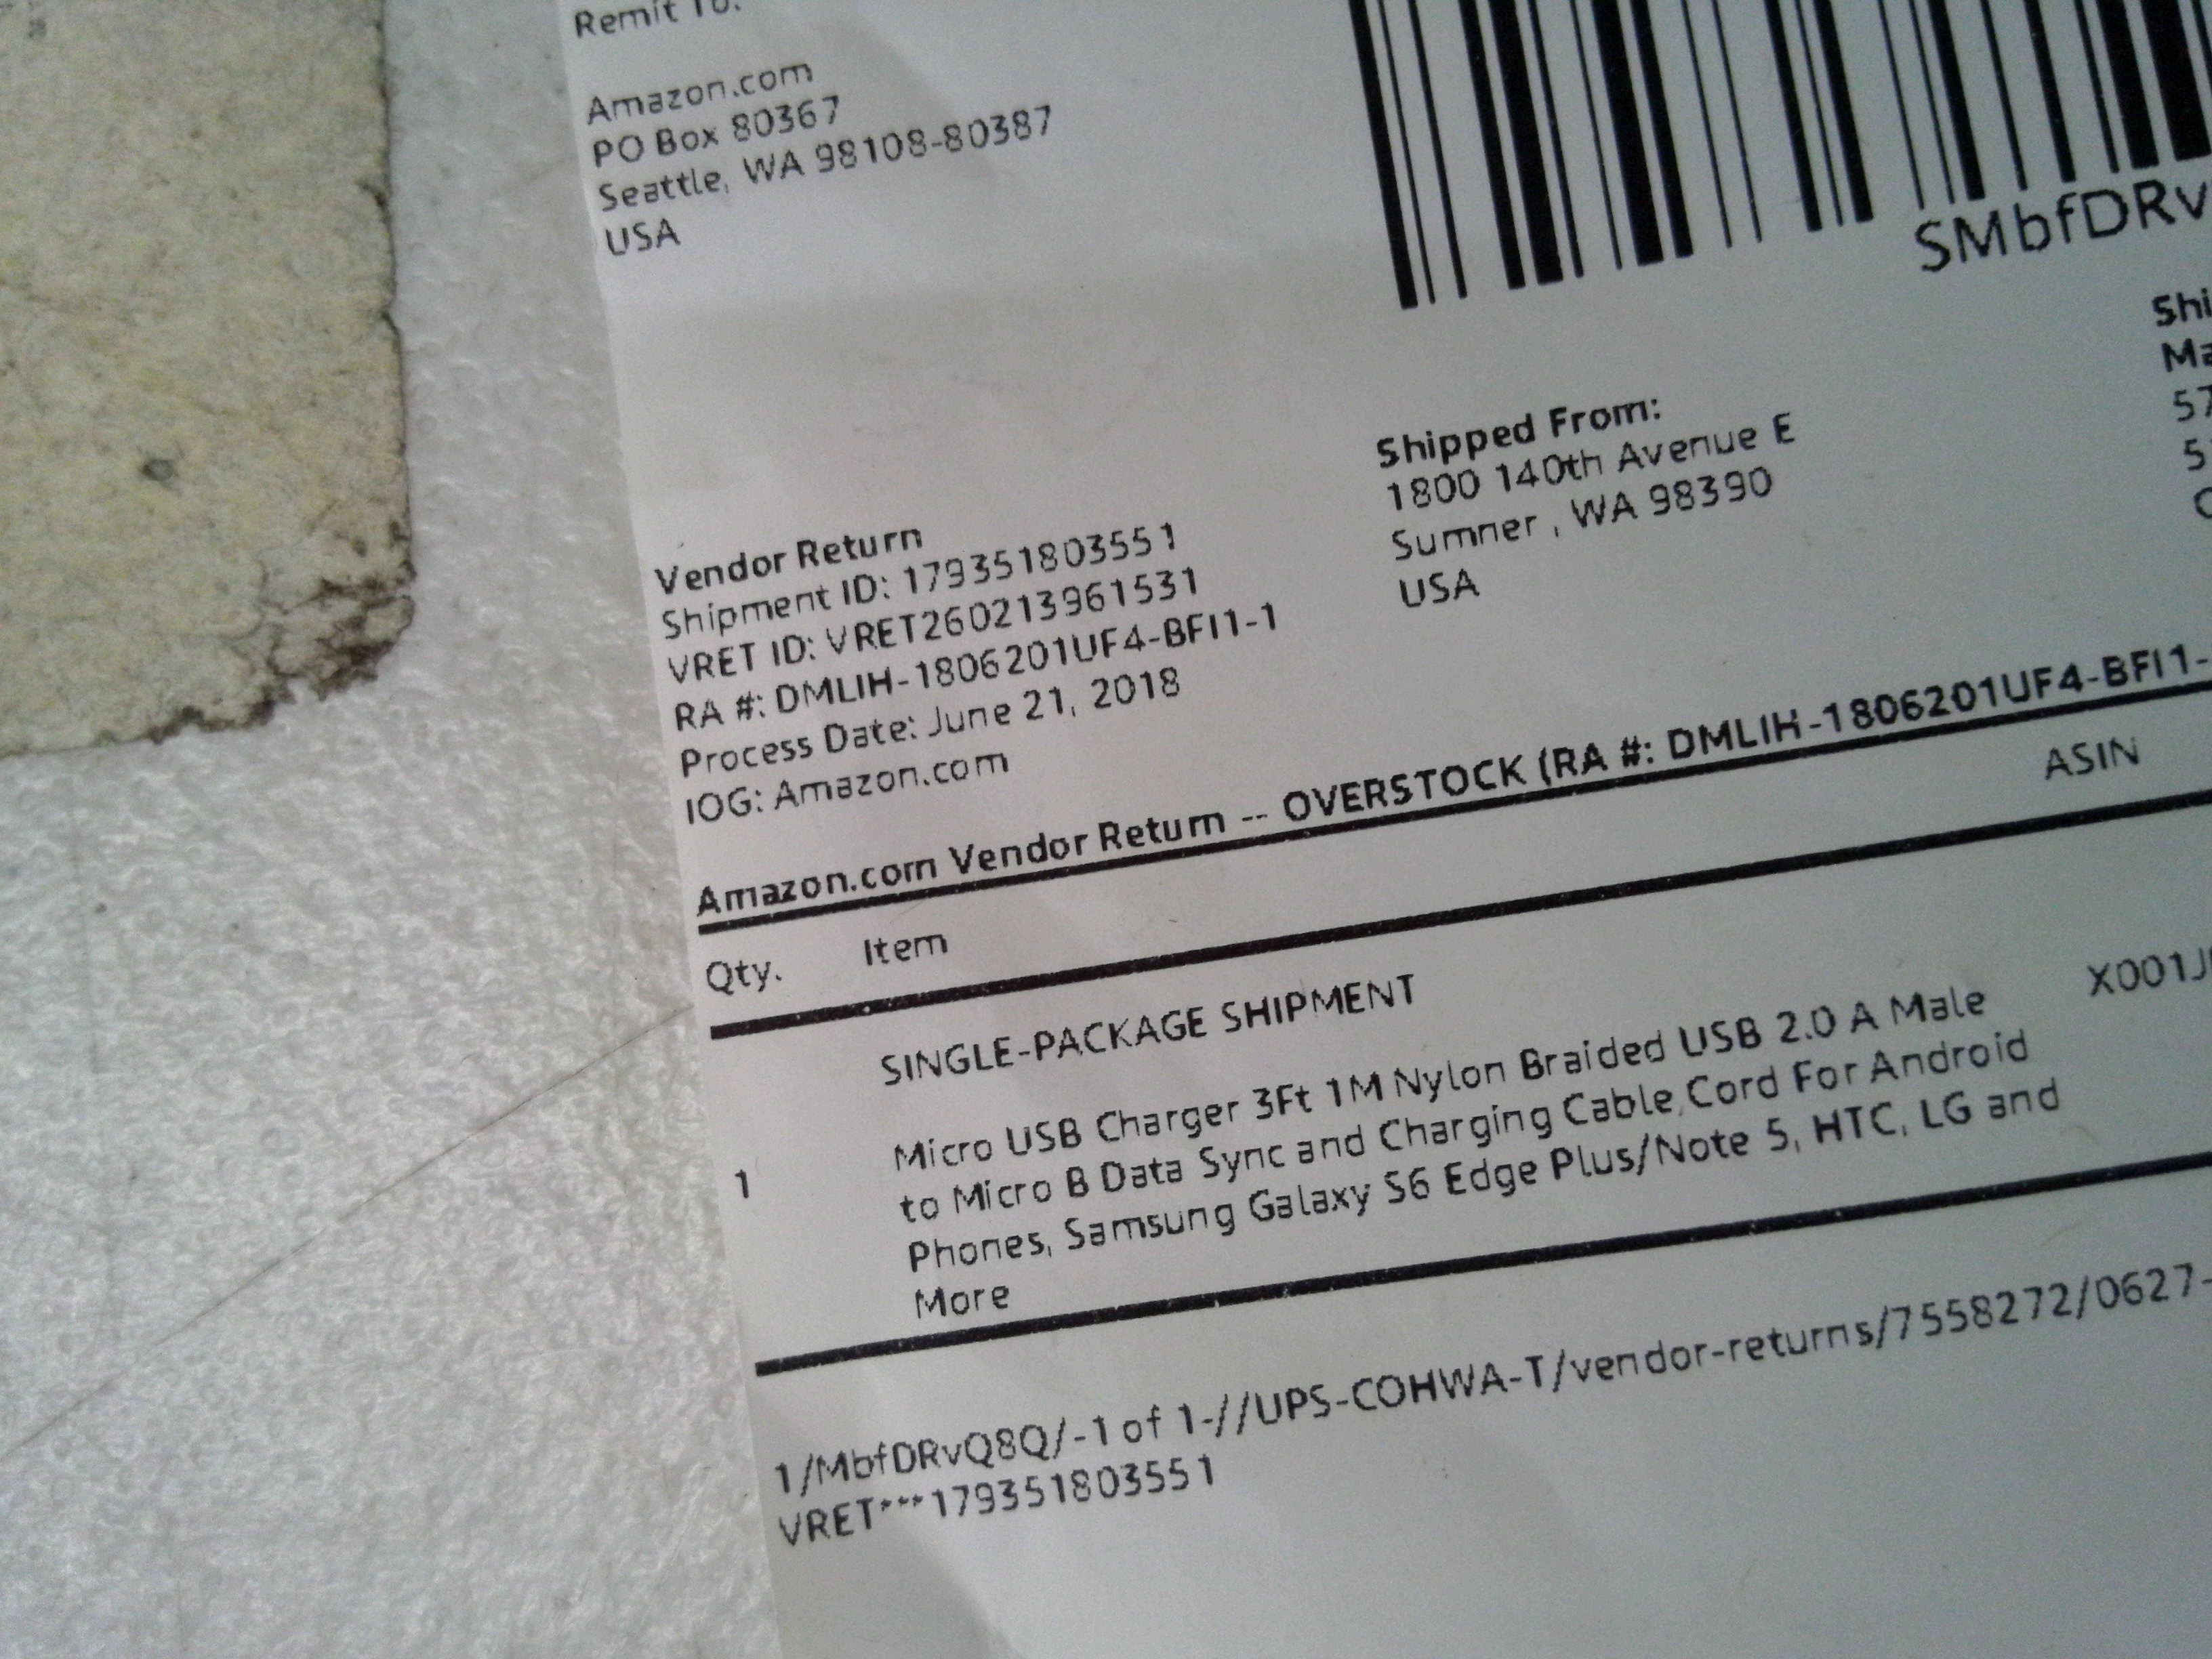 Remit To:
Amazon.com
PO Box 80367
Seattle, WA 98108-80387
USA
SMbfDRv
Shipped From:
1800 140th Avenue E
Sumner , WA 98390
USA
Vendor Return
Shipment ID: 179351803551
VRET ID: VRET260213961531
RA #: DMLIH-1806201UF4-BFI1-1
Process Date: June 21, 2018
IOG: Amazon.com
Amazon.com Vendor Return -- OVERSTOCK (RA #: DMLIH-1806201UF4-BFI1-
Qty. Item ASIN
SINGLE-PACKAGE SHIPMENT
1 Micro USB Charger 3Ft 1M Nylon Braided USB 2.0 A Male X001J
to Micro B Data Sync and Charging Cable Cord For Android
Phones, Samsung Galaxy S6 Edge Plus/Note 5, HTC, LG and
More
1/MbfDRvQ8Q/-1 of 1-//UPS-COHWA-T/vendor-returns/7558272/0627-
VRET***179351803551